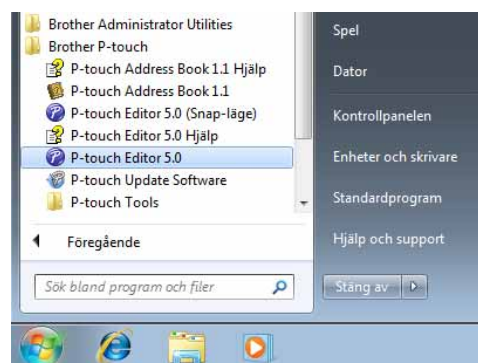 Brother Administrator Utilities
Brother P-touch
P-touch Address Book 1.1 Hjälp
P-touch Address Book 1.1
P-touch Editor 5.0 (Snap-läge)
P-touch Editor 5.0 Hjälp
P-touch Editor 5.0
P-touch Update Software
P-touch Tools
Föregående
Sök bland program och filer
Spel
Dator
Kontrollpanelen
Enheter och skrivare
Standardprogram
Hjälp och support
Stäng av